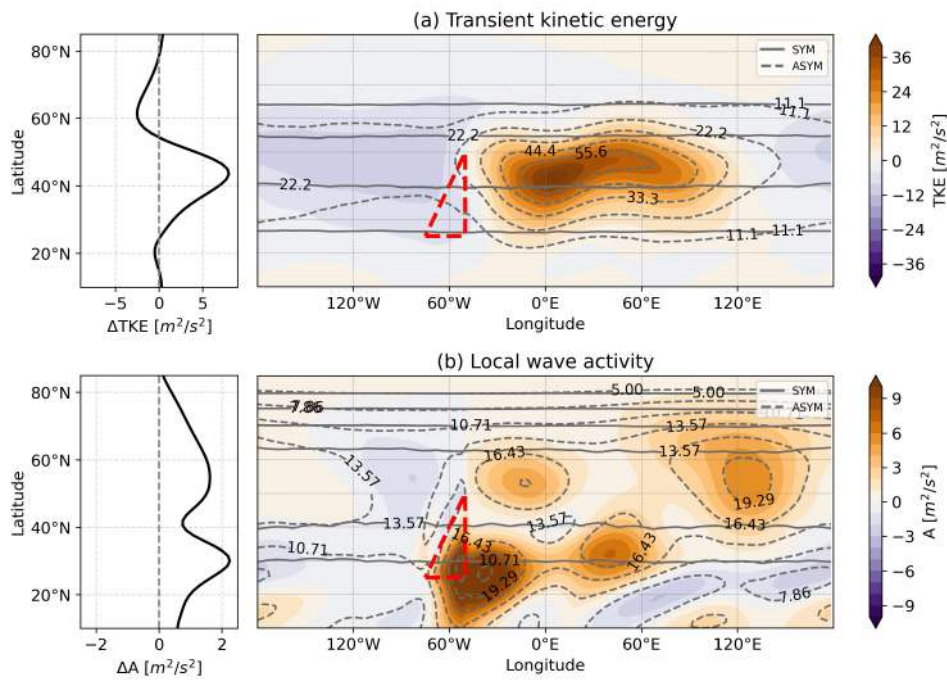 (a) Transient kinetic energy
80°N
60°N
40°N
20°N
Latitude
−5 0 5
ΔTKE [m²/s²]
SYM
ASYM
11.1
11.1
22.2
22.2
44.4
55.6
22.2
33.3
11.1
11.1
Latitude
120°W 60°W 0°E 60°E 120°E
Longitude
36
24
12
0
−12
−24
−36
TKE [m²/s²]
(b) Local wave activity
80°N
60°N
40°N
20°N
Latitude
−2 0 2
ΔA [m²/s²]
SYM
ASYM
5.00
5.00
7.86
10.71
13.57
13.57
16.43
13.57
19.29
13.57
13.57
16.43
16.43
10.71
10.71
16.43
19.29
7.86
Latitude
120°W 60°W 0°E 60°E 120°E
Longitude
9
6
3
0
−3
−6
−9
A [m²/s²]